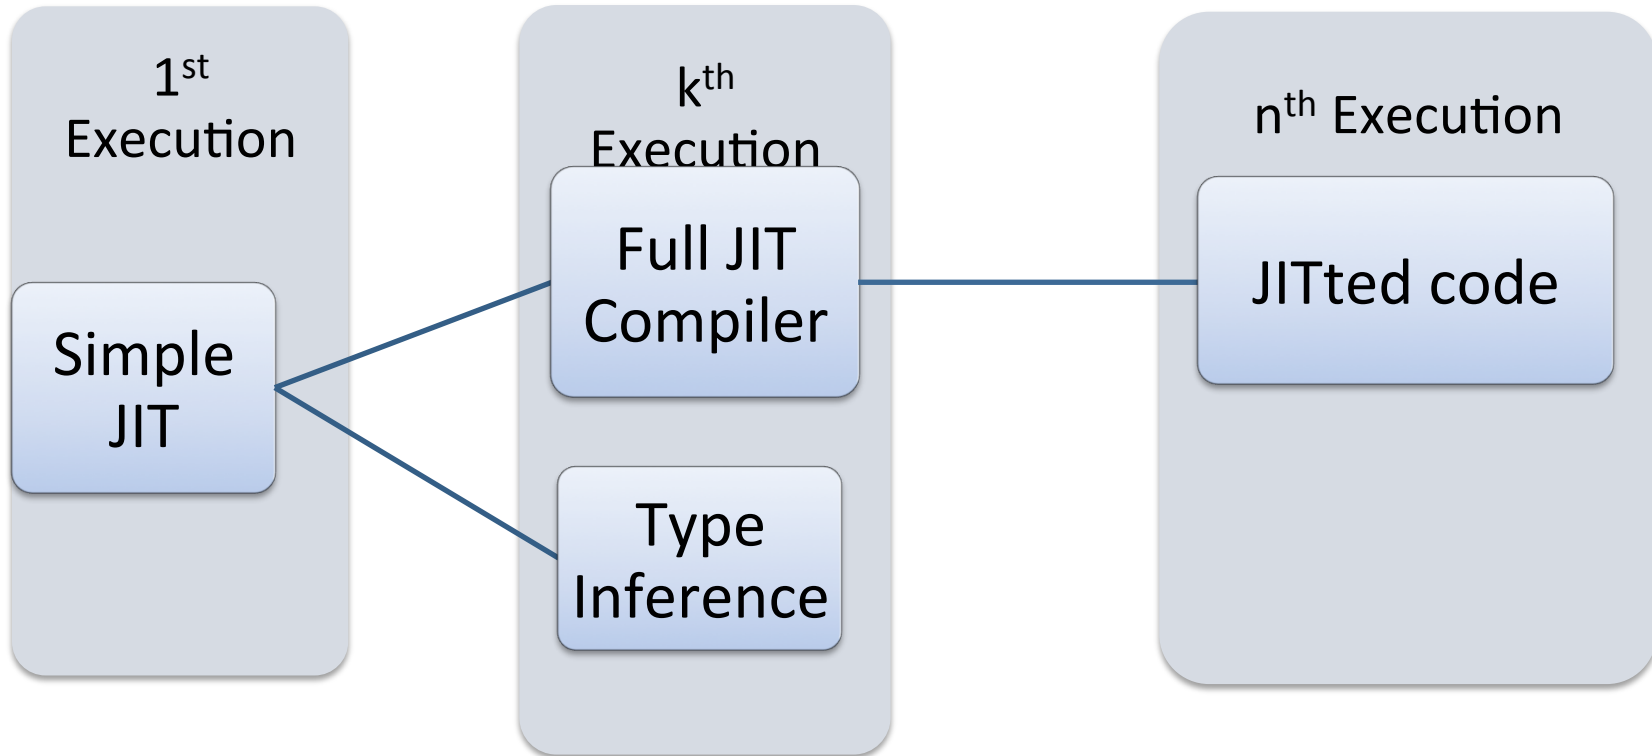 1st
Execution
Simple
JIT
kth
Execution
Full JIT
Compiler
Type
Inference
nth Execution
JITted code